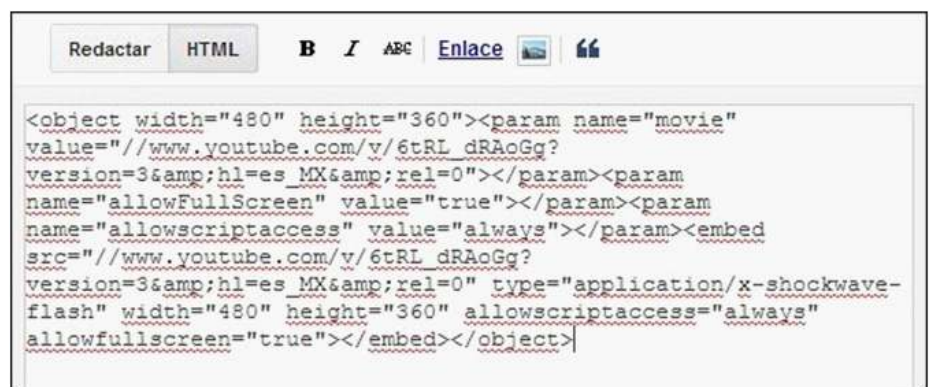 Redactar HTML B I ABC Enlace
<object width="480" height="360"><param name="movie"
value="//www.youtube.com/v/6tRL_dRAoGg?
version=3&amp;hl=es_MX&amp;rel=0"></param><param
name="allowFullScreen" value="true"></param><param
name="allowscriptaccess" value="always"></param><embed
src="//www.youtube.com/v/6tRL_dRAoGg?
version=3&amp;hl=es_MX&amp;rel=0" type="application/x-shockwave-
flash" width="480" height="360" allowscriptaccess="always"
allowfullscreen="true"></embed></object>